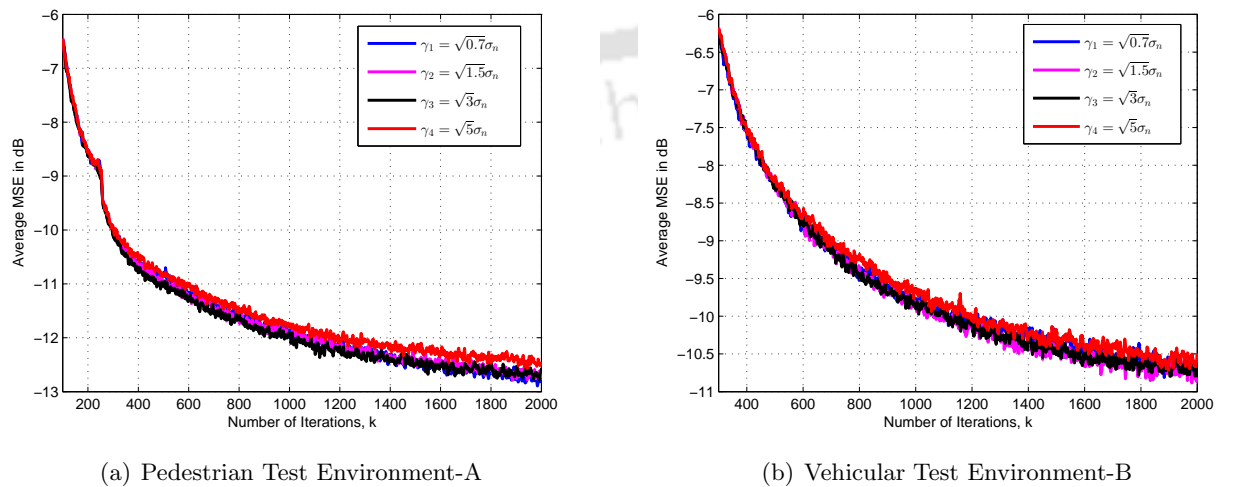 −6
−7
−8
−9
−10
−11
−12
−13
Average MSE in dB
200 400 600 800 1000 1200 1400 1600 1800 2000
Number of Iterations, k
γ₁ = √0.7σₙ
γ₂ = √1.5σₙ
γ₃ = √3σₙ
γ₄ = √5σₙ
(a) Pedestrian Test Environment-A
−6
−6.5
−7
−7.5
−8
−8.5
−9
−9.5
−10
−10.5
−11
Average MSE in dB
400 600 800 1000 1200 1400 1600 1800 2000
Number of Iterations, k
γ₁ = √0.7σₙ
γ₂ = √1.5σₙ
γ₃ = √3σₙ
γ₄ = √5σₙ
(b) Vehicular Test Environment-B